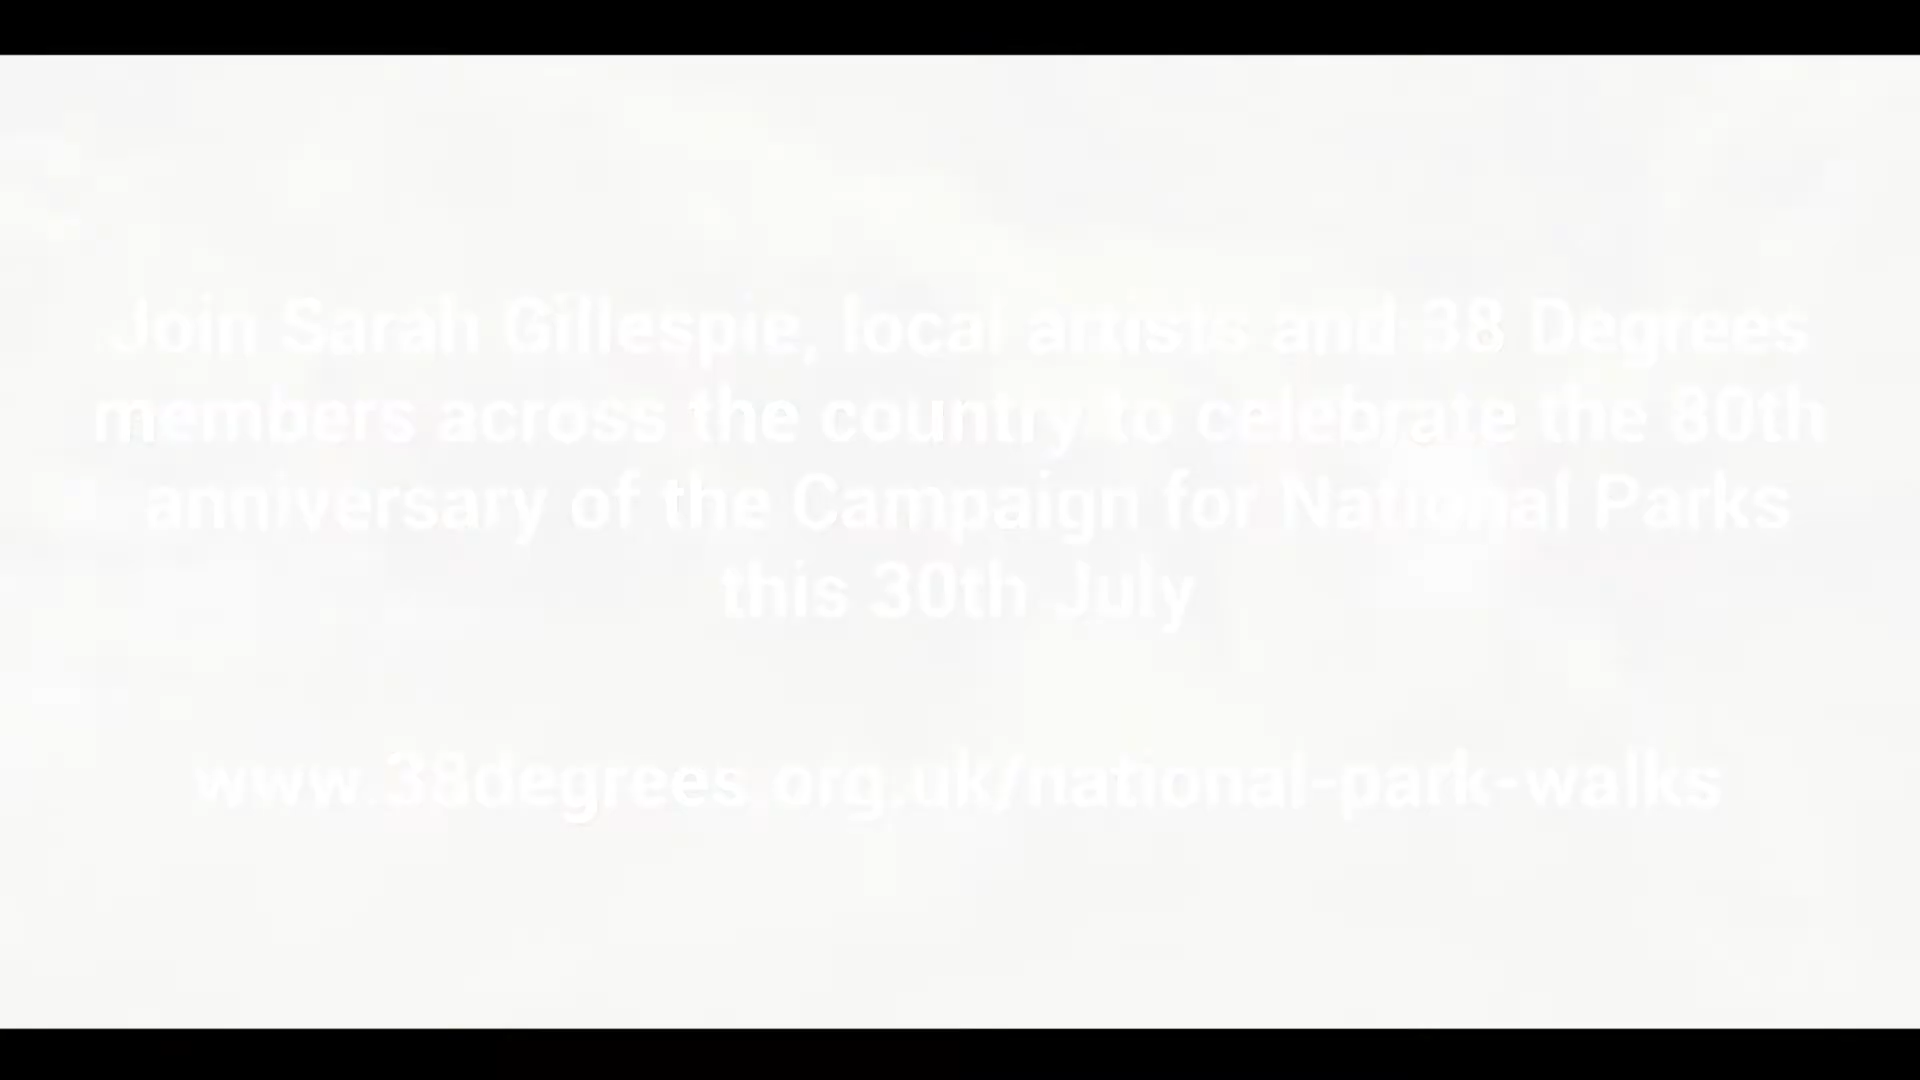 Join Sarah Gillespie, local artists and 38 Degrees
members across the country to celebrate the 80th
anniversary of the Campaign for National Parks
this 30th July
www.38degrees.org.uk/national-park-walks